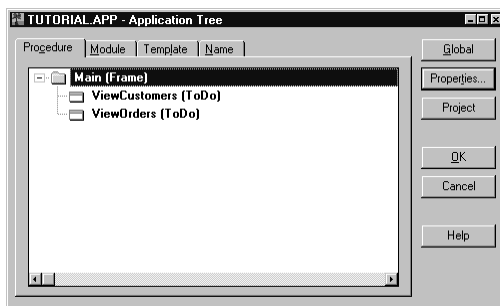 TUTORIAL.APP - Application Tree
Procedure Module Template Name
Main (Frame)
ViewCustomers (ToDo)
ViewOrders (ToDo)
Global
Properties...
Project
OK
Cancel
Help